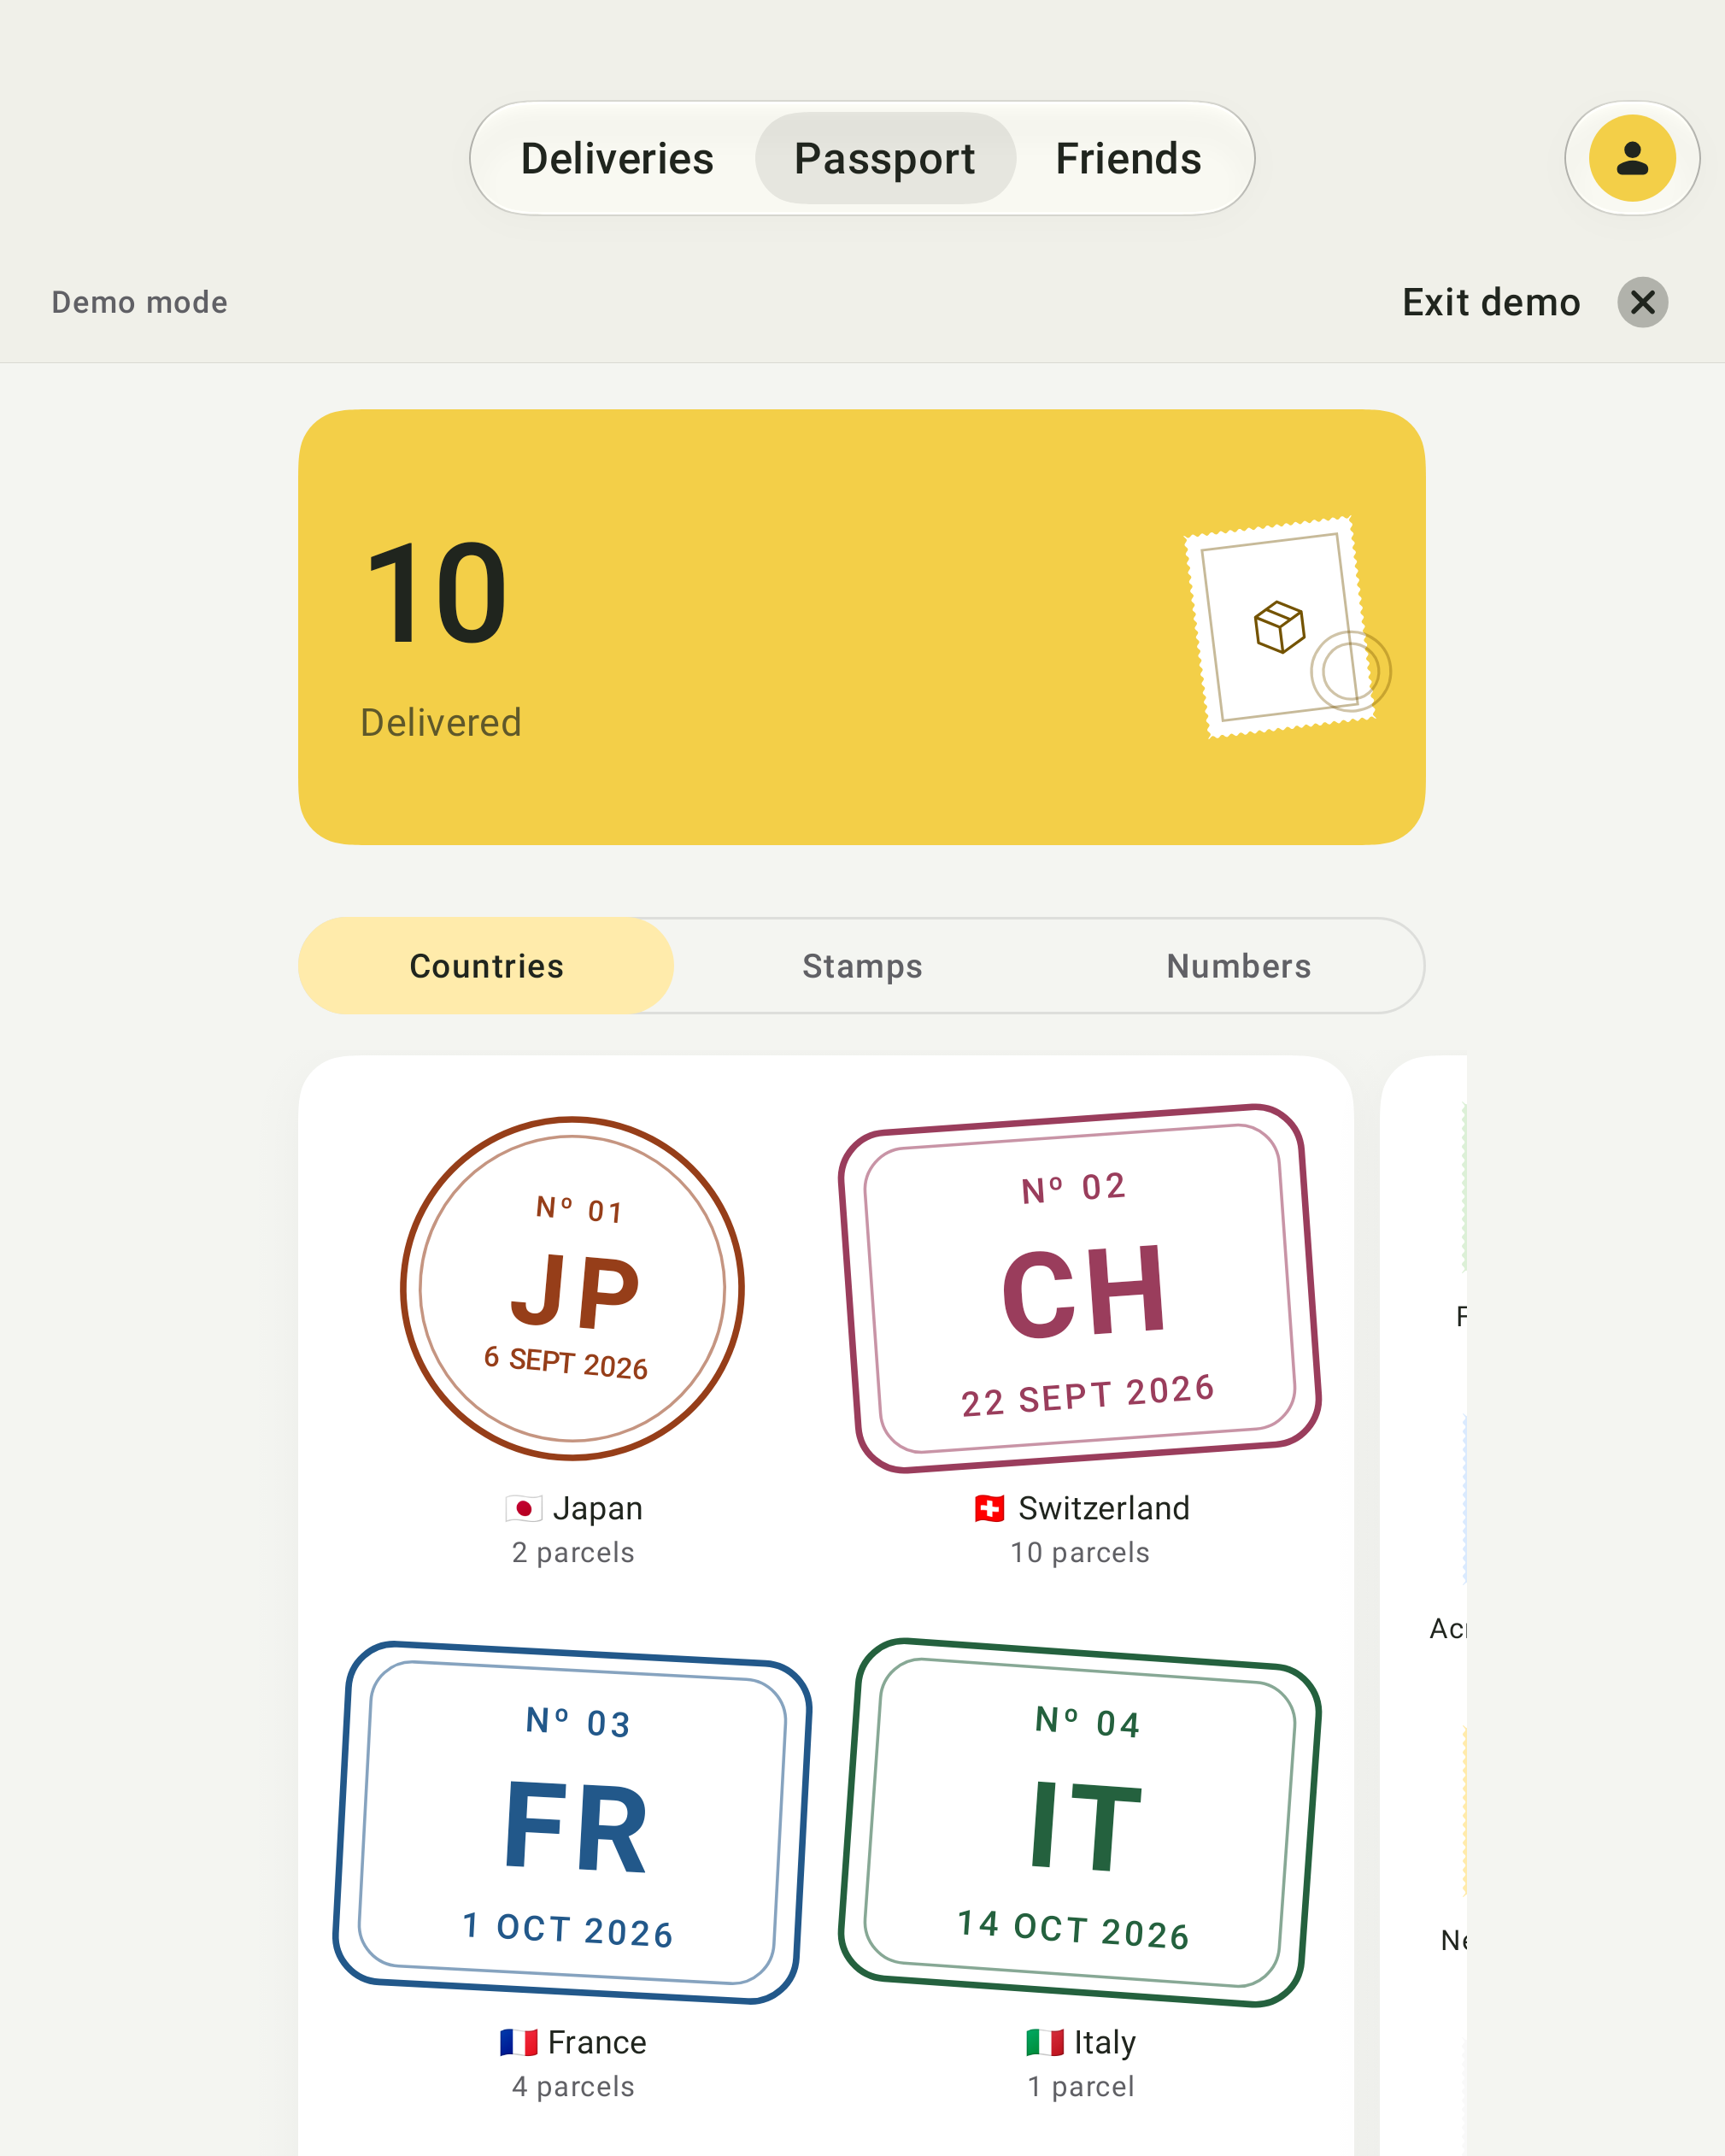 Deliveries
Passport
Friends
Demo mode
Exit demo
10
Delivered
Countries
Stamps
Numbers
Nº 01
JP
6 SEPT 2026
Japan
2 parcels
Nº 02
CH
22 SEPT 2026
Switzerland
10 parcels
Nº 03
FR
1 OCT 2026
France
4 parcels
Nº 04
IT
14 OCT 2026
Italy
1 parcel